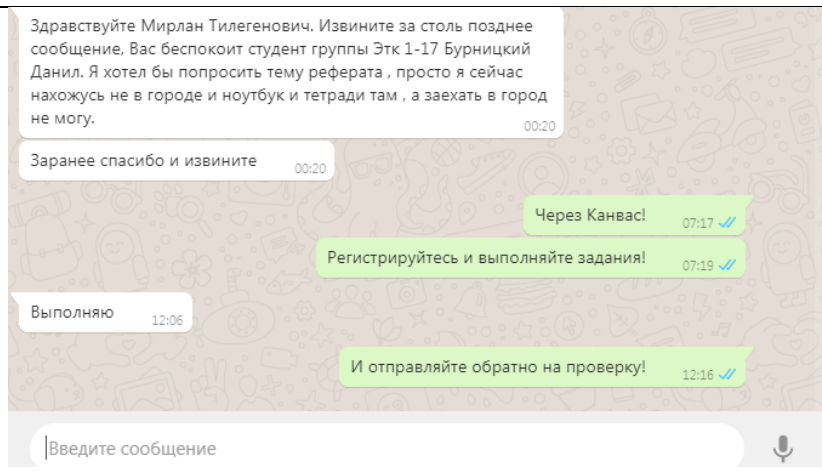 Здравствуйте Мирлан Тилегенович. Извините за столь позднее
сообщение, Вас беспокоит студент группы Этк 1-17 Бурницкий
Данил. Я хотел бы попросить тему реферата , просто я сейчас
нахожусь не в городе и ноутбук и тетради там , а заехать в город
не могу.
00:20
Заранее спасибо и извините 00:20
Через Канвас! 07:17
Регистрируйтесь и выполняйте задания! 07:19
Выполняю 12:06
И отправляйте обратно на проверку! 12:16
Введите сообщение